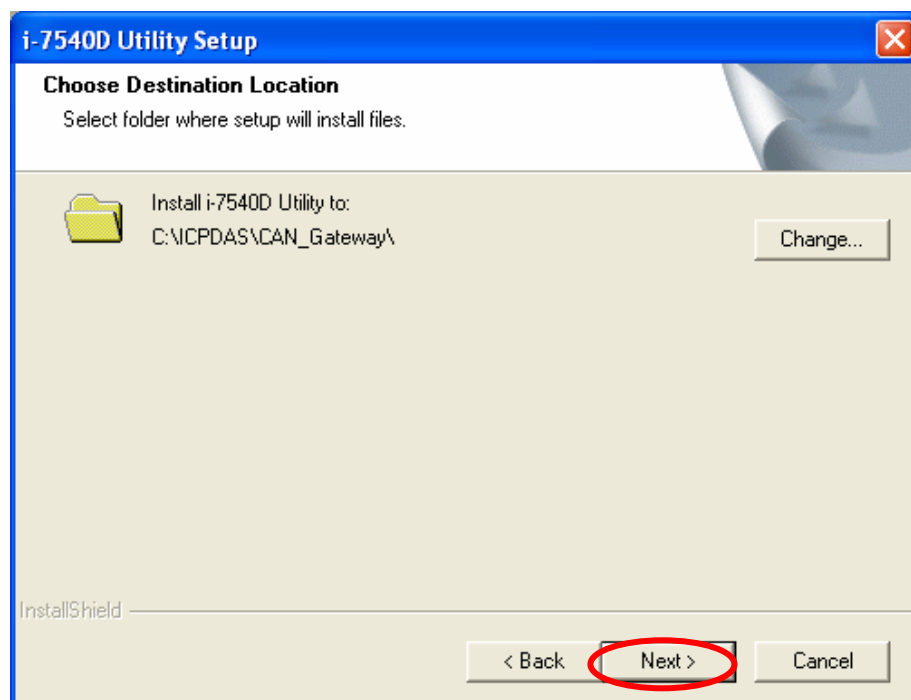 i-7540D Utility Setup
Choose Destination Location
Select folder where setup will install files.
Install i-7540D Utility to:
C:\ICPDAS\CAN_Gateway\
Change...
InstallShield
< Back
Next >
Cancel